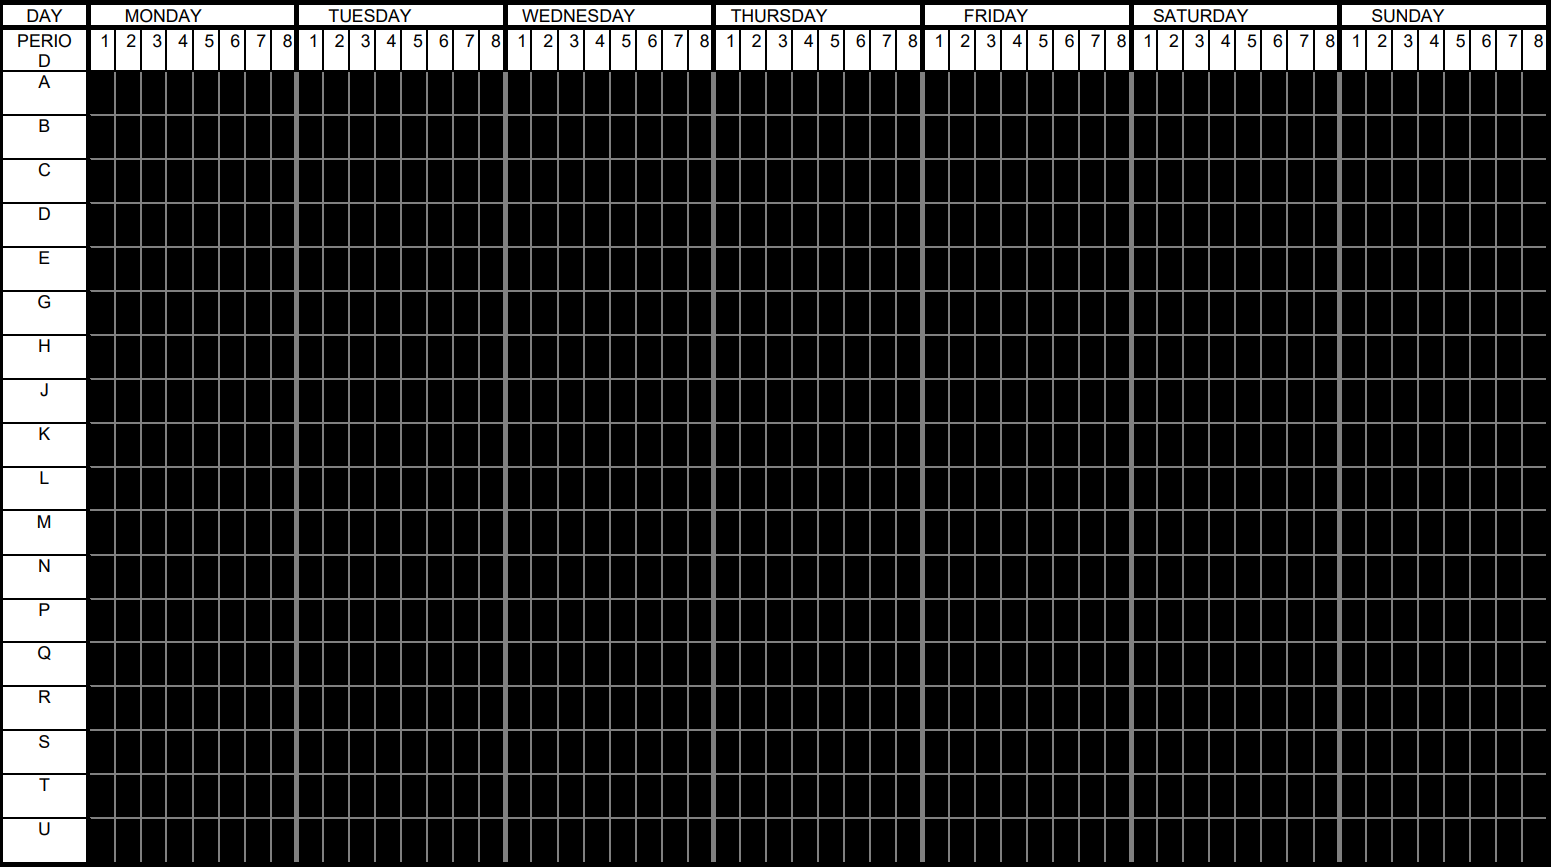 DAY MONDAY TUESDAY WEDNESDAY THURSDAY FRIDAY SATURDAY SUNDAY
PERIO 1 2 3 4 5 6 7 8 1 2 3 4 5 6 7 8 1 2 3 4 5 6 7 8 1 2 3 4 5 6 7 8 1 2 3 4 5 6 7 8 1 2 3 4 5 6 7 8 1 2 3 4 5 6 7 8
D
A
B
C
D
E
G
H
J
K
L
M
N
P
Q
R
S
T
U